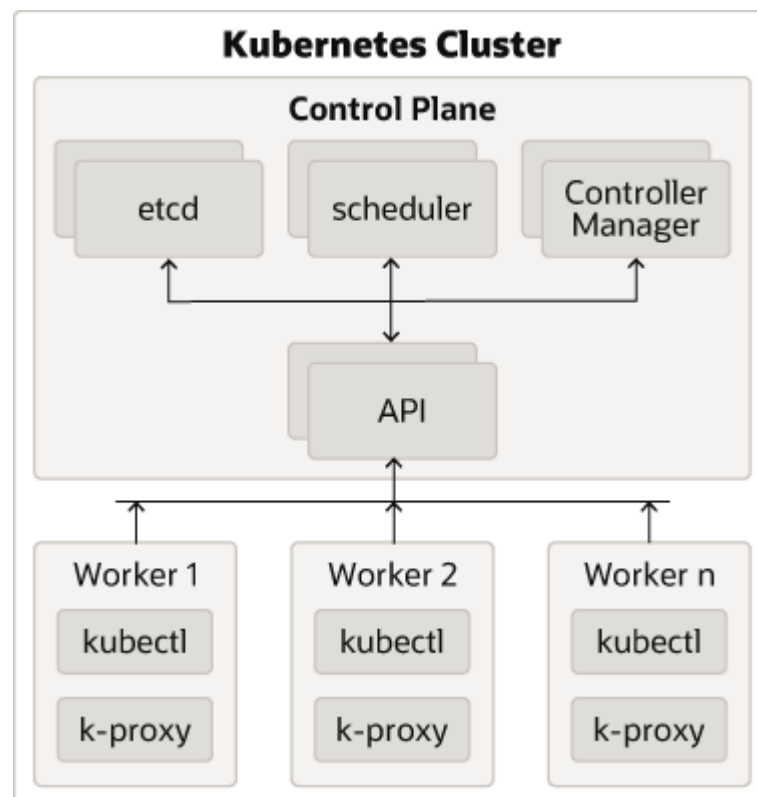 Kubernetes Cluster
Control Plane
etcd
scheduler
Controller
Manager
API
Worker 1
kubectl
k-proxy
Worker 2
kubectl
k-proxy
Worker n
kubectl
k-proxy